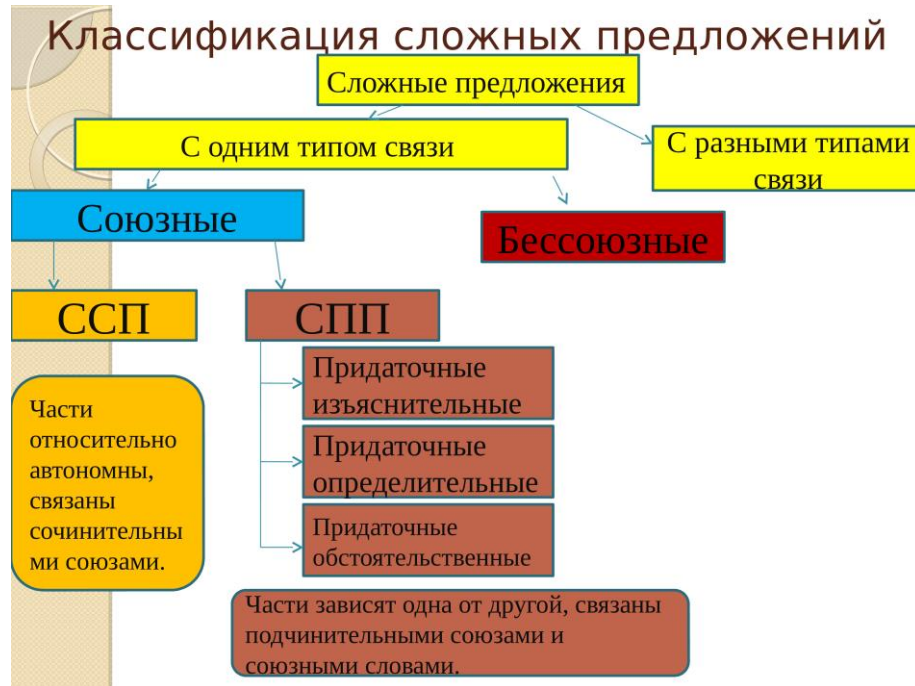 Классификация сложных предложений
Сложные предложения
С одним типом связи
С разными типами
связи
Союзные
Бессоюзные
ССП
СПП
Придаточные
изъяснительные
Части
относительно
автономны,
связаны
сочинительны
ми союзами.
Придаточные
определительные
Придаточные
обстоятельственные
Части зависят одна от другой, связаны
подчинительными союзами и
союзными словами.